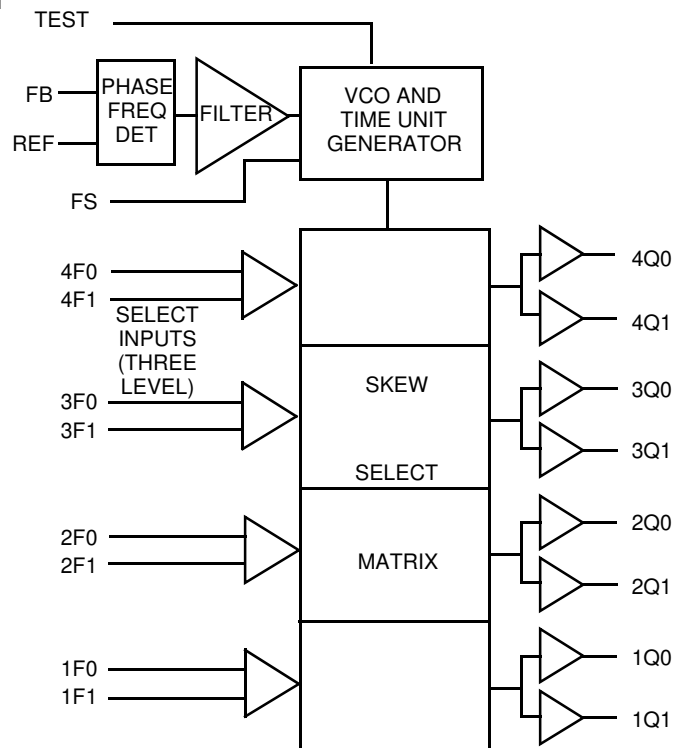 TEST
FB
REF
PHASE
FREQ
DET
FILTER
VCO AND
TIME UNIT
GENERATOR
FS
4F0
4F1
SELECT
INPUTS
(THREE
LEVEL)
3F0
3F1
2F0
2F1
1F0
1F1
SKEW
SELECT
MATRIX
4Q0
4Q1
3Q0
3Q1
2Q0
2Q1
1Q0
1Q1